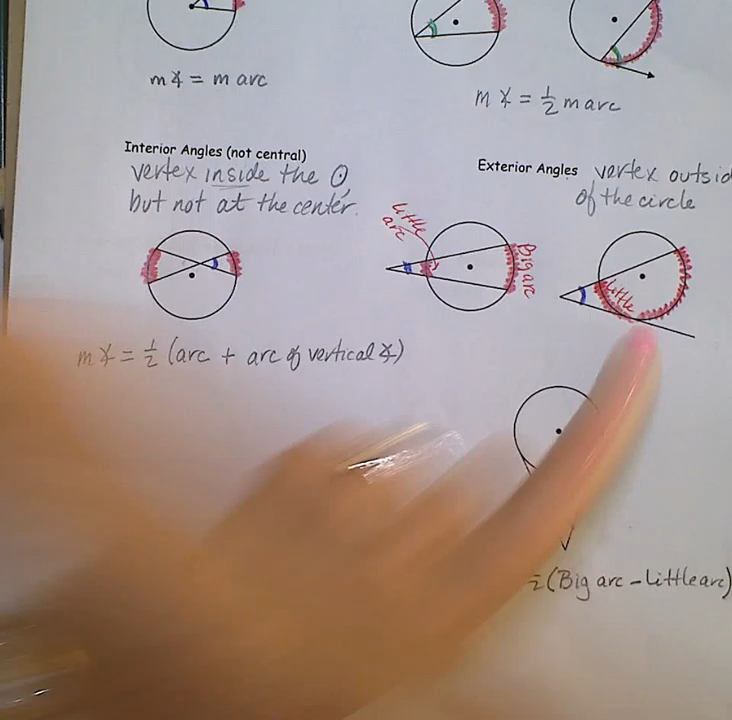 m∡ = m arc
m∡ = 1/2 m arc
Interior Angles (not central)
vertex inside the ⊙,
but not at the center.
Exterior Angles vertex outsid
of the circle
little
arc
Big arc
little
m∡ = 1/2 (arc + arc of vertical ∡)
(Big arc - Little arc)